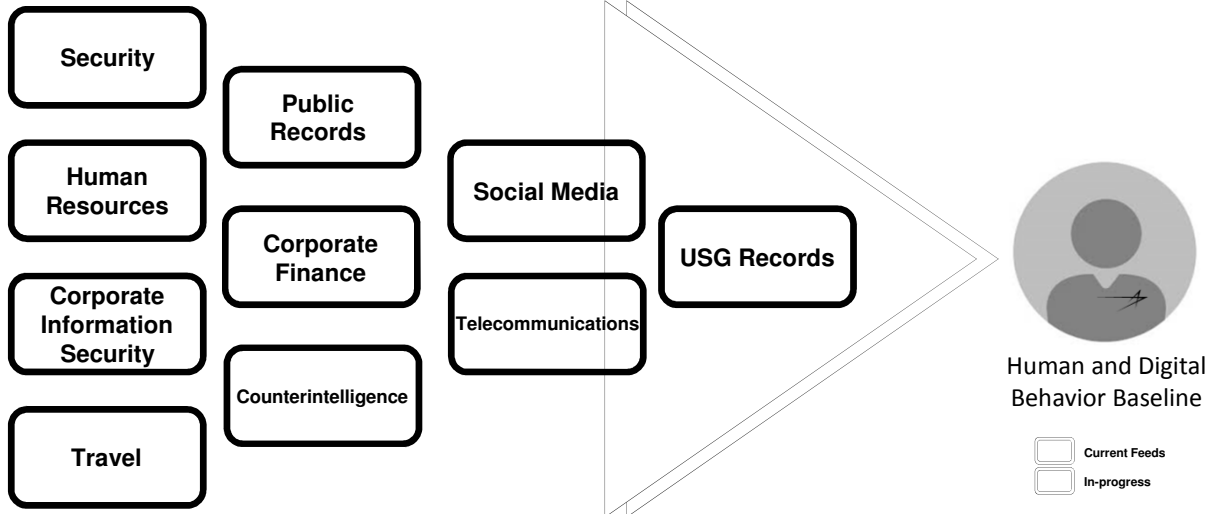 Security
Human
Resources
Corporate
Information
Security
Travel
Public
Records
Corporate
Finance
Counterintelligence
Social Media
Telecommunications
USG Records
Human and Digital
Behavior Baseline
Current Feeds
In-progress